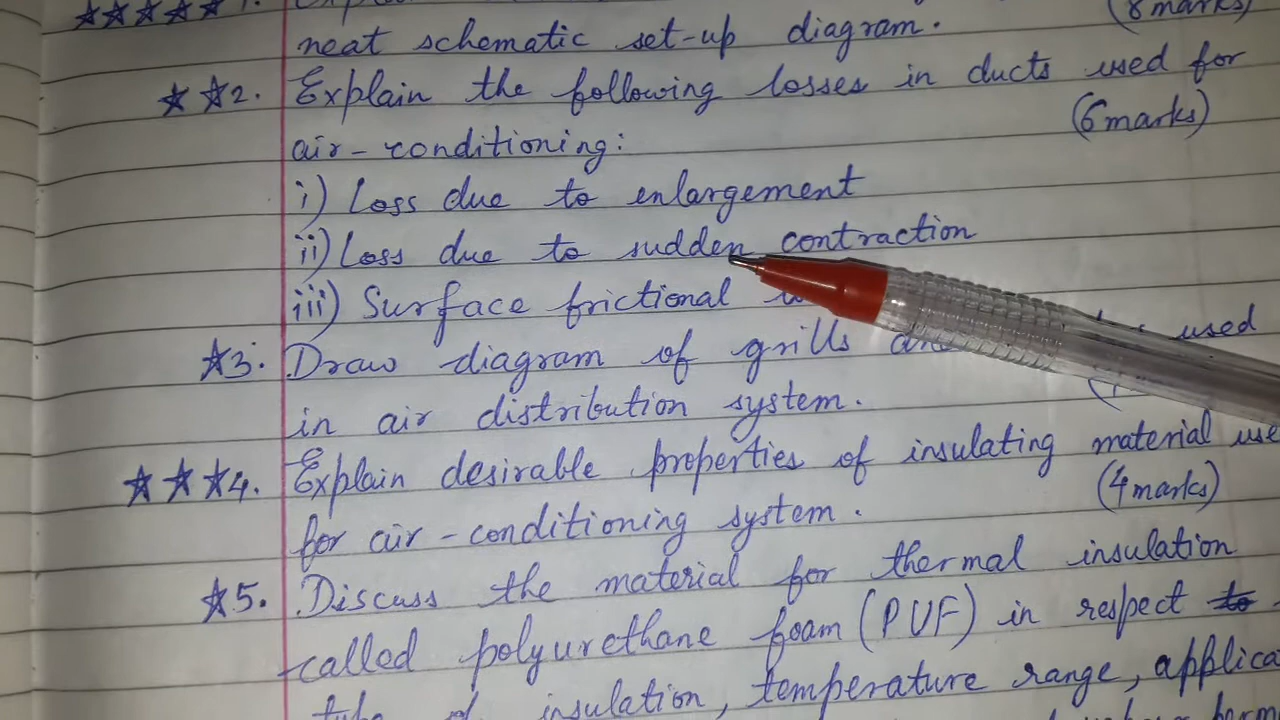 (8 marks)
neat schematic set-up diagram.
☆☆2. Explain the following losses in ducts used for
air-conditioning: (6 marks)
i) Loss due to enlargement
ii) Loss due to sudden contraction
iii) Surface frictional
☆3. Draw diagram of grills used
in air distribution system.
☆☆☆4. Explain desirable properties of insulating material use
for air-conditioning system. (4 marks)
☆5. Discuss the material for thermal insulation
called polyurethane foam (PUF) in respect to
insulation, temperature range, applica